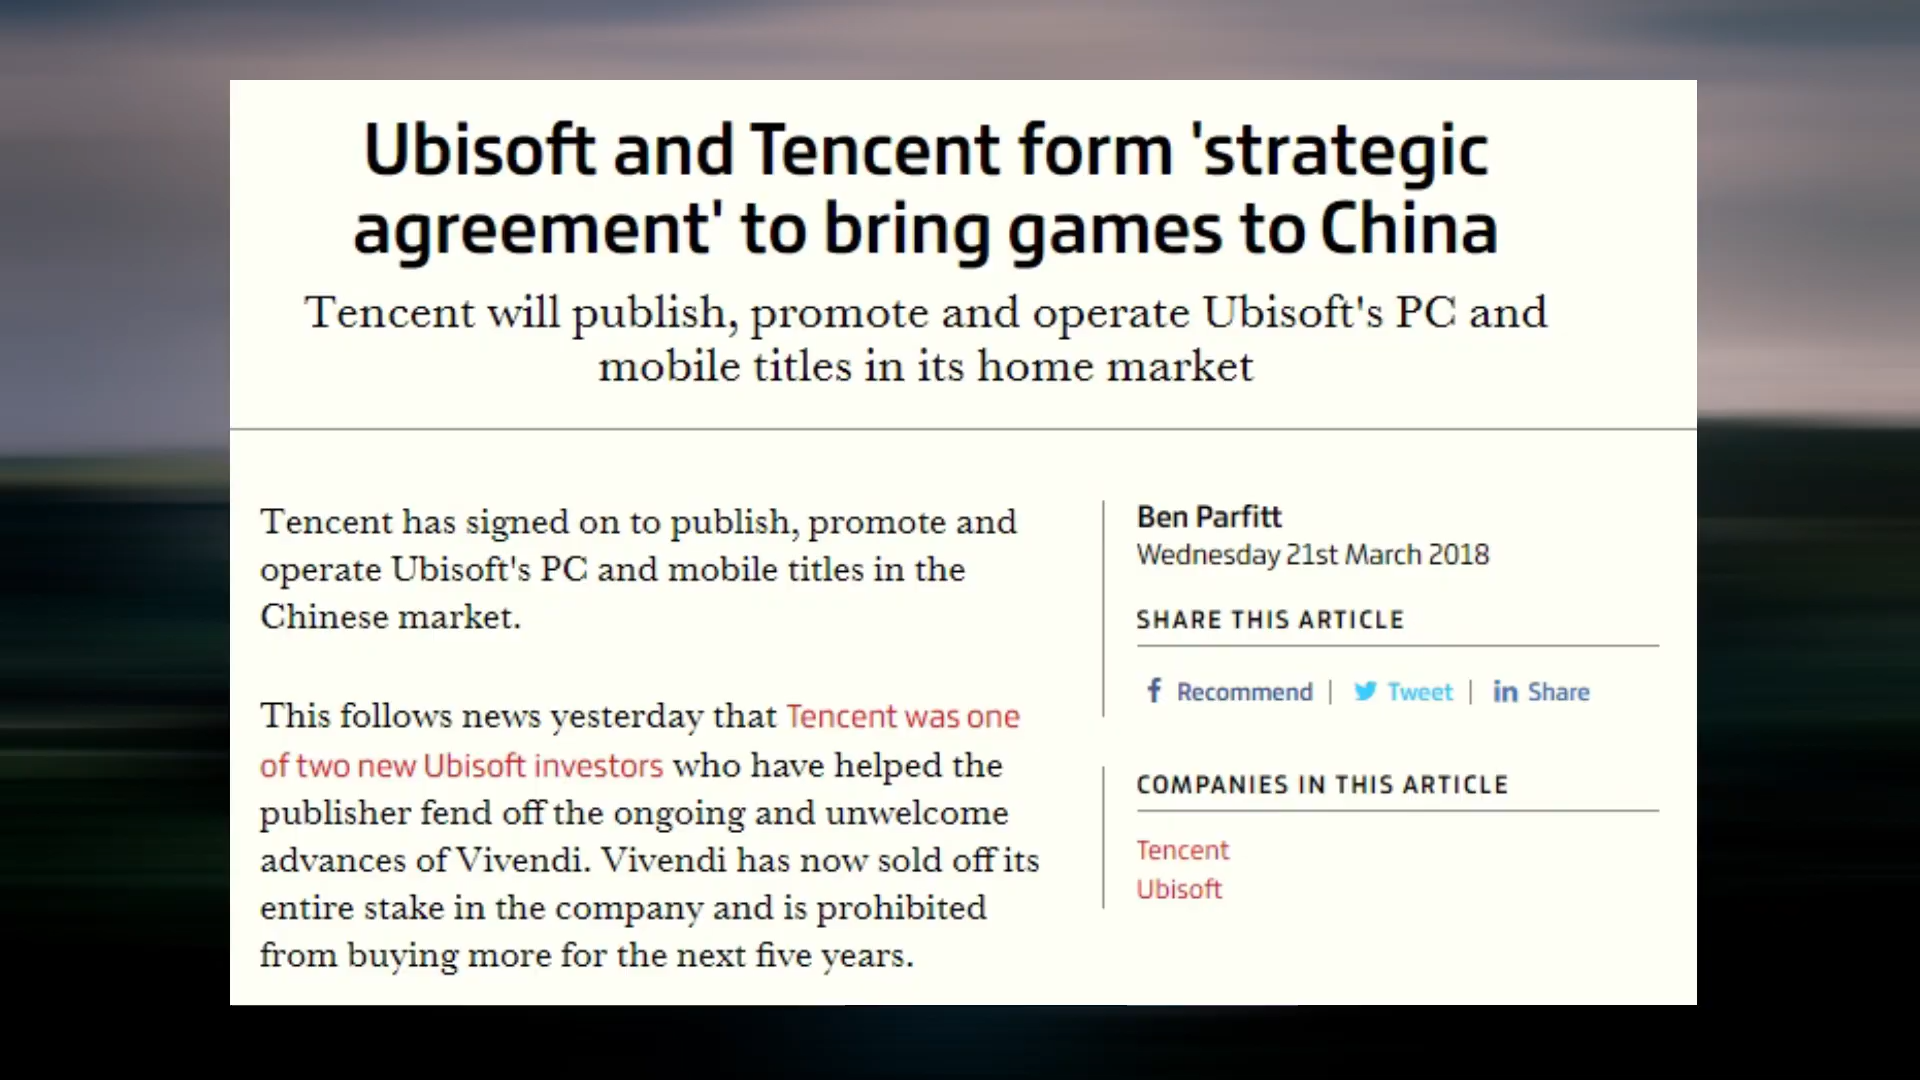 Ubisoft and Tencent form 'strategic
agreement' to bring games to China
Tencent will publish, promote and operate Ubisoft's PC and
mobile titles in its home market
Tencent has signed on to publish, promote and
operate Ubisoft's PC and mobile titles in the
Chinese market.
This follows news yesterday that Tencent was one
of two new Ubisoft investors who have helped the
publisher fend off the ongoing and unwelcome
advances of Vivendi. Vivendi has now sold off its
entire stake in the company and is prohibited
from buying more for the next five years.
Ben Parfitt
Wednesday 21st March 2018
SHARE THIS ARTICLE
Recommend | Tweet | in Share
COMPANIES IN THIS ARTICLE
Tencent
Ubisoft